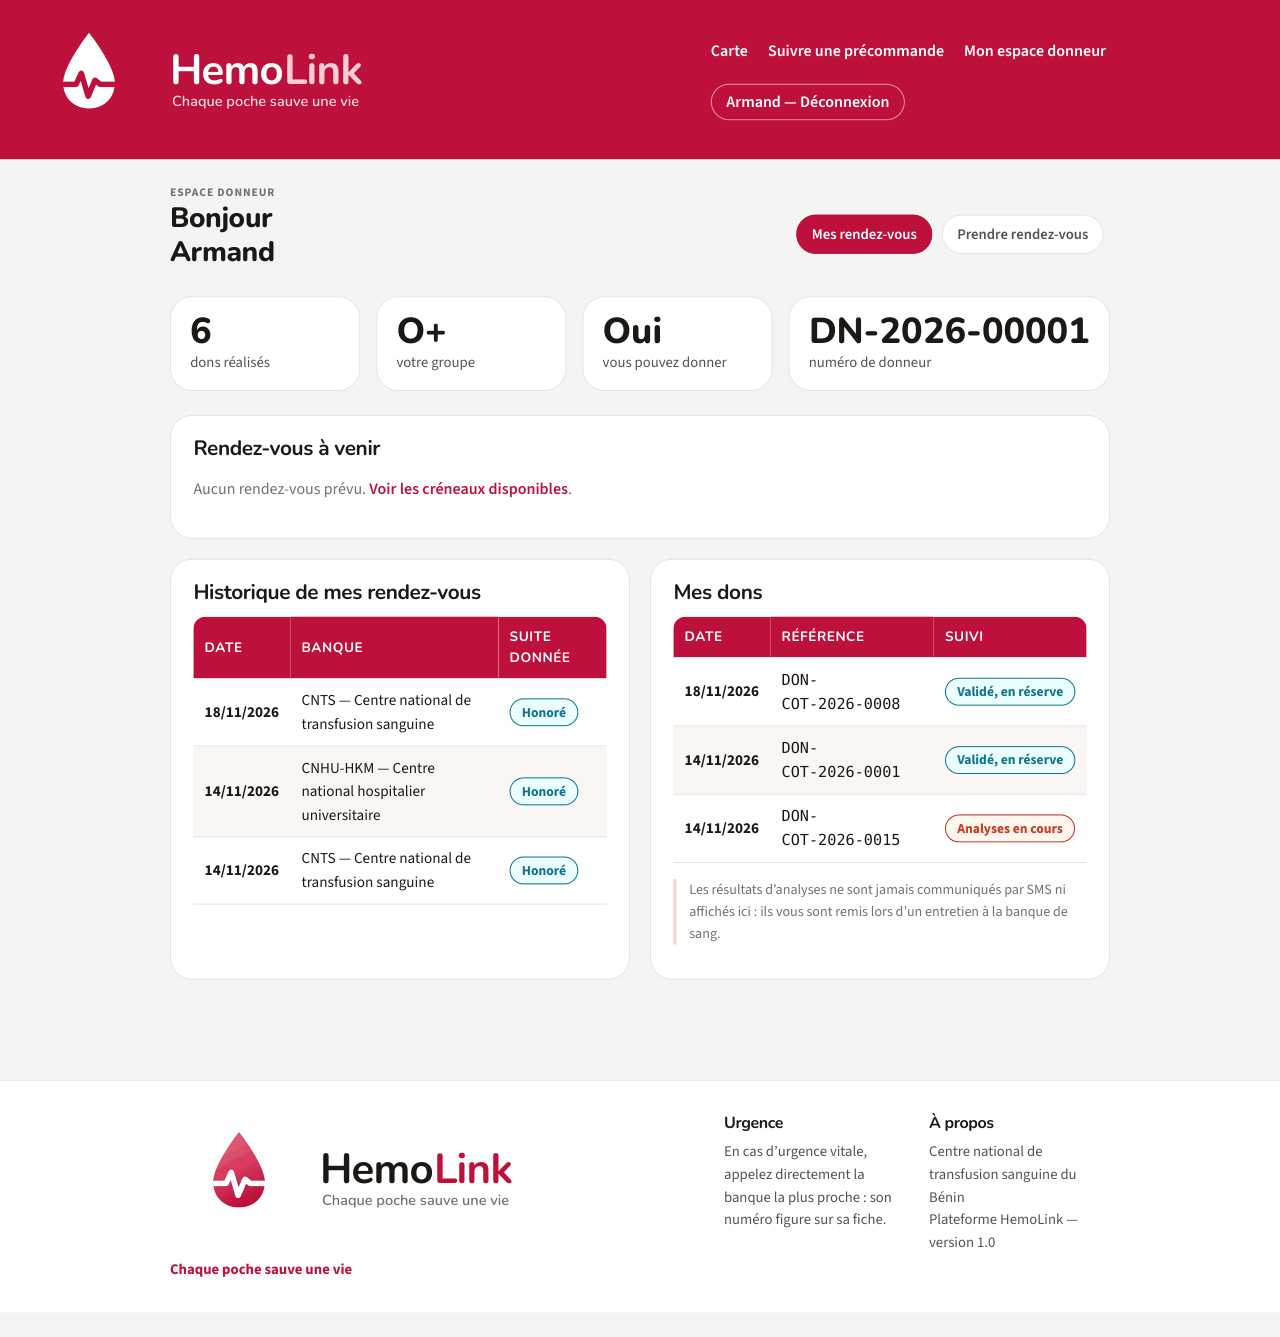 HemoLink
Chaque poche sauve une vie
Carte Suivre une précommande Mon espace donneur
Armand — Déconnexion
ESPACE DONNEUR
Bonjour
Armand
Mes rendez-vous Prendre rendez-vous
6
dons réalisés
O+
votre groupe
Oui
vous pouvez donner
DN-2026-00001
numéro de donneur
Rendez-vous à venir
Aucun rendez-vous prévu. Voir les créneaux disponibles.
Historique de mes rendez-vous
DATE BANQUE SUITE
DONNÉE
18/11/2026 CNTS — Centre national de
transfusion sanguine Honoré
14/11/2026 CNHU-HKM — Centre
national hospitalier
universitaire Honoré
14/11/2026 CNTS — Centre national de
transfusion sanguine Honoré
Mes dons
DATE RÉFÉRENCE SUIVI
18/11/2026 DON-
COT-2026-0008 Validé, en réserve
14/11/2026 DON-
COT-2026-0001 Validé, en réserve
14/11/2026 DON-
COT-2026-0015 Analyses en cours
Les résultats d’analyses ne sont jamais communiqués par SMS ni
affichés ici : ils vous sont remis lors d’un entretien à la banque de
sang.
HemoLink
Chaque poche sauve une vie
Chaque poche sauve une vie
Urgence
En cas d’urgence vitale,
appelez directement la
banque la plus proche : son
numéro figure sur sa fiche.
À propos
Centre national de
transfusion sanguine du
Bénin
Plateforme HemoLink —
version 1.0